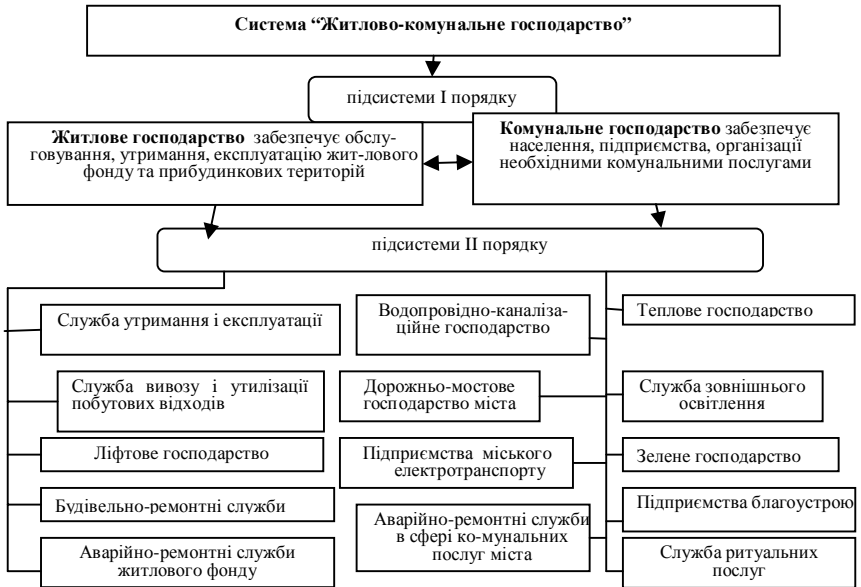 Система “Житлово-комунальне господарство”
підсистеми І порядку
Житлове господарство забезпечує обслу-
говування, утримання, експлуатацію жит-лового
фонду та прибудинкових територій
Комунальне господарство забезпечує
населення, підприємства, організації
необхідними комунальними послугами
підсистеми ІІ порядку
Служба утримання і експлуатації
Служба вивозу і утилізації
побутових відходів
Ліфтове господарство
Будівельно-ремонтні служби
Аварійно-ремонтні служби
житлового фонду
Водопровідно-каналіза-
ційне господарство
Дорожньо-мостове
господарство міста
Підприємства міського
електротранспорту
Аварійно-ремонтні служби
в сфері ко-мунальних
послуг міста
Теплове господарство
Служба зовнішнього
освітлення
Зелене господарство
Підприємства благоустрою
Служба ритуальних
послуг